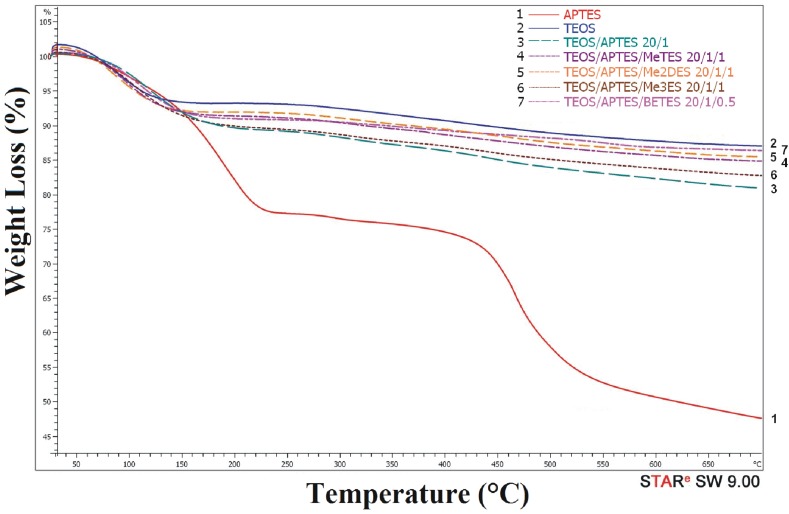 %
105
100
95
90
85
80
75
70
65
60
55
50
45
Weight Loss (%)
1 APTES
2 TEOS
3 TEOS/APTES 20/1
4 TEOS/APTES/MeTES 20/1/1
5 TEOS/APTES/Me2DES 20/1/1
6 TEOS/APTES/Me3ES 20/1/1
7 TEOS/APTES/BETES 20/1/0.5
2
7
5
4
6
3
1
50 100 150 200 250 300 350 400 450 500 550 600 650 °C
STARe SW 9.00
Temperature (°C)